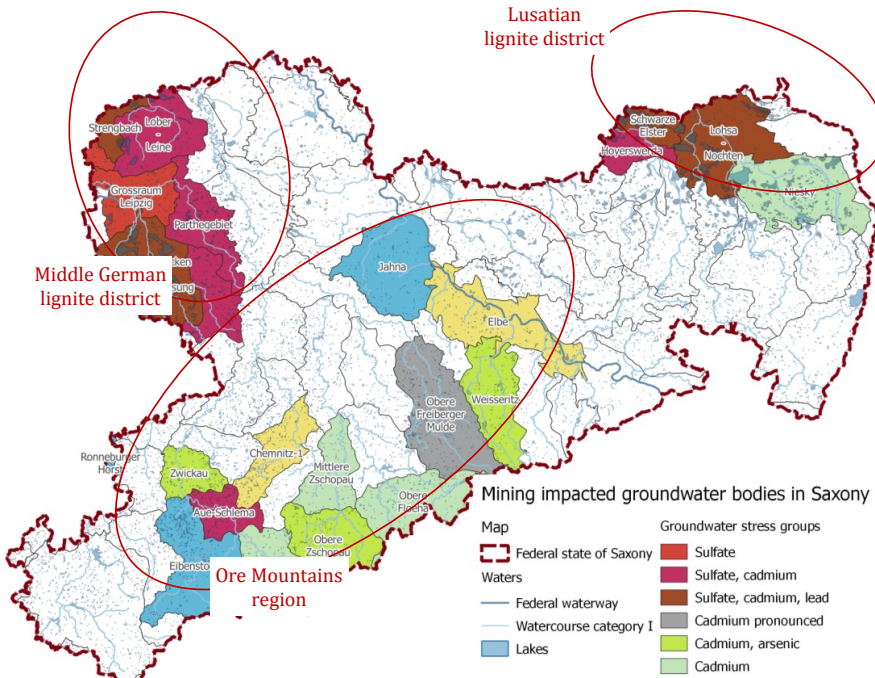 Lusatian
lignite district
Strengbach
Lober
-
Leine
Grossraum
Leipzig
Parthegebiet
Middle German
lignite district
Schwarze
Elster
Hoyerswerda
Lohsa
-
Nochten
Niesky
Jahna
Elbe
Weisseritz
Obere
Freiberger
Mulde
Ronneburger
Horst
Zwickau
Chemnitz-1
Mittlere
Zschopau
Obere
Floeha
Aue-Schlema
Obere
Zschopau
Ore Mountains
region
Mining impacted groundwater bodies in Saxony
Map
Federal state of Saxony
Waters
Federal waterway
Watercourse category I
Lakes
Groundwater stress groups
Sulfate
Sulfate, cadmium
Sulfate, cadmium, lead
Cadmium pronounced
Cadmium, arsenic
Cadmium